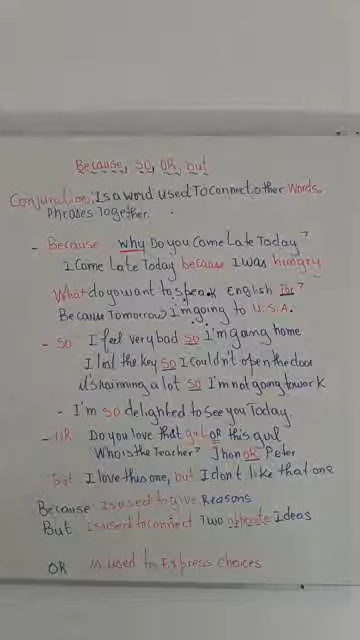 Because, so, OR, but
Conjunction: Is a word used To connect other words,
Phrases Together.
- Because why Do you Come Late Today?
I Come Late Today because I was hungry
What do you want to speak English for?
Because Tomorrow I'm going to U.S.A.
- SO I feel very bad so I'm going home
I lost the key so I couldn't open the door
it's rainning a lot so I'm not going to work
- I'm so delighted to see you Today.
- OR Do you love that girl OR this girl
Who is the Teacher? Jhon OR Peter
But I love this one, but I don't like that one
Because Is used to give Reasons
But Is used to connect Two opposite Ideas
OR is used to Express choices